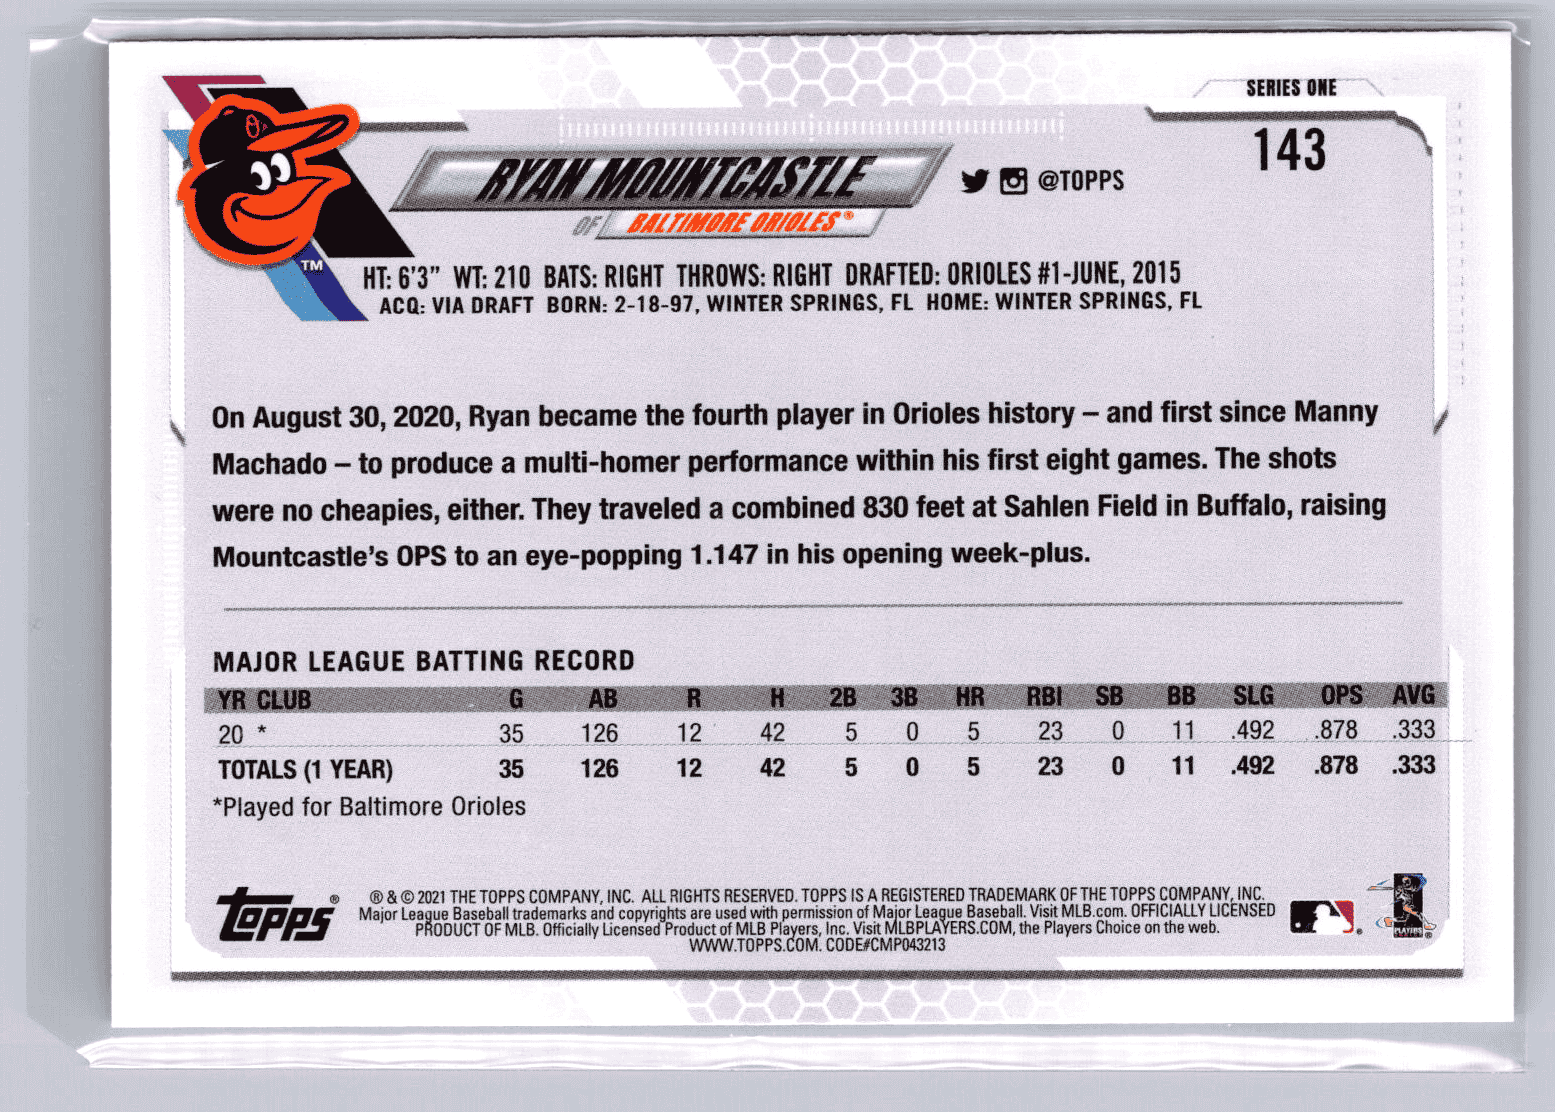 SERIES ONE
143
RYAN MOUNTCASTLE
@TOPPS
OF BALTIMORE ORIOLES®
TM
HT: 6'3" WT: 210 BATS: RIGHT THROWS: RIGHT DRAFTED: ORIOLES #1-JUNE, 2015
ACQ: VIA DRAFT BORN: 2-18-97, WINTER SPRINGS, FL HOME: WINTER SPRINGS, FL
On August 30, 2020, Ryan became the fourth player in Orioles history – and first since Manny
Machado – to produce a multi-homer performance within his first eight games. The shots
were no cheapies, either. They traveled a combined 830 feet at Sahlen Field in Buffalo, raising
Mountcastle's OPS to an eye-popping 1.147 in his opening week-plus.
MAJOR LEAGUE BATTING RECORD
YR CLUB G AB R H 2B 3B HR RBI SB BB SLG OPS AVG
20 * 35 126 12 42 5 0 5 23 0 11 .492 .878 .333
TOTALS (1 YEAR) 35 126 12 42 5 0 5 23 0 11 .492 .878 .333
*Played for Baltimore Orioles
TOPPS®
® & © 2021 THE TOPPS COMPANY, INC. ALL RIGHTS RESERVED. TOPPS IS A REGISTERED TRADEMARK OF THE TOPPS COMPANY, INC.
Major League Baseball trademarks and copyrights are used with permission of Major League Baseball. Visit MLB.com. OFFICIALLY LICENSED
PRODUCT OF MLB. Officially Licensed Product of MLB Players, Inc. Visit MLBPLAYERS.COM, the Players Choice on the web.
WWW.TOPPS.COM. CODE#CMP043213
PLAYERS